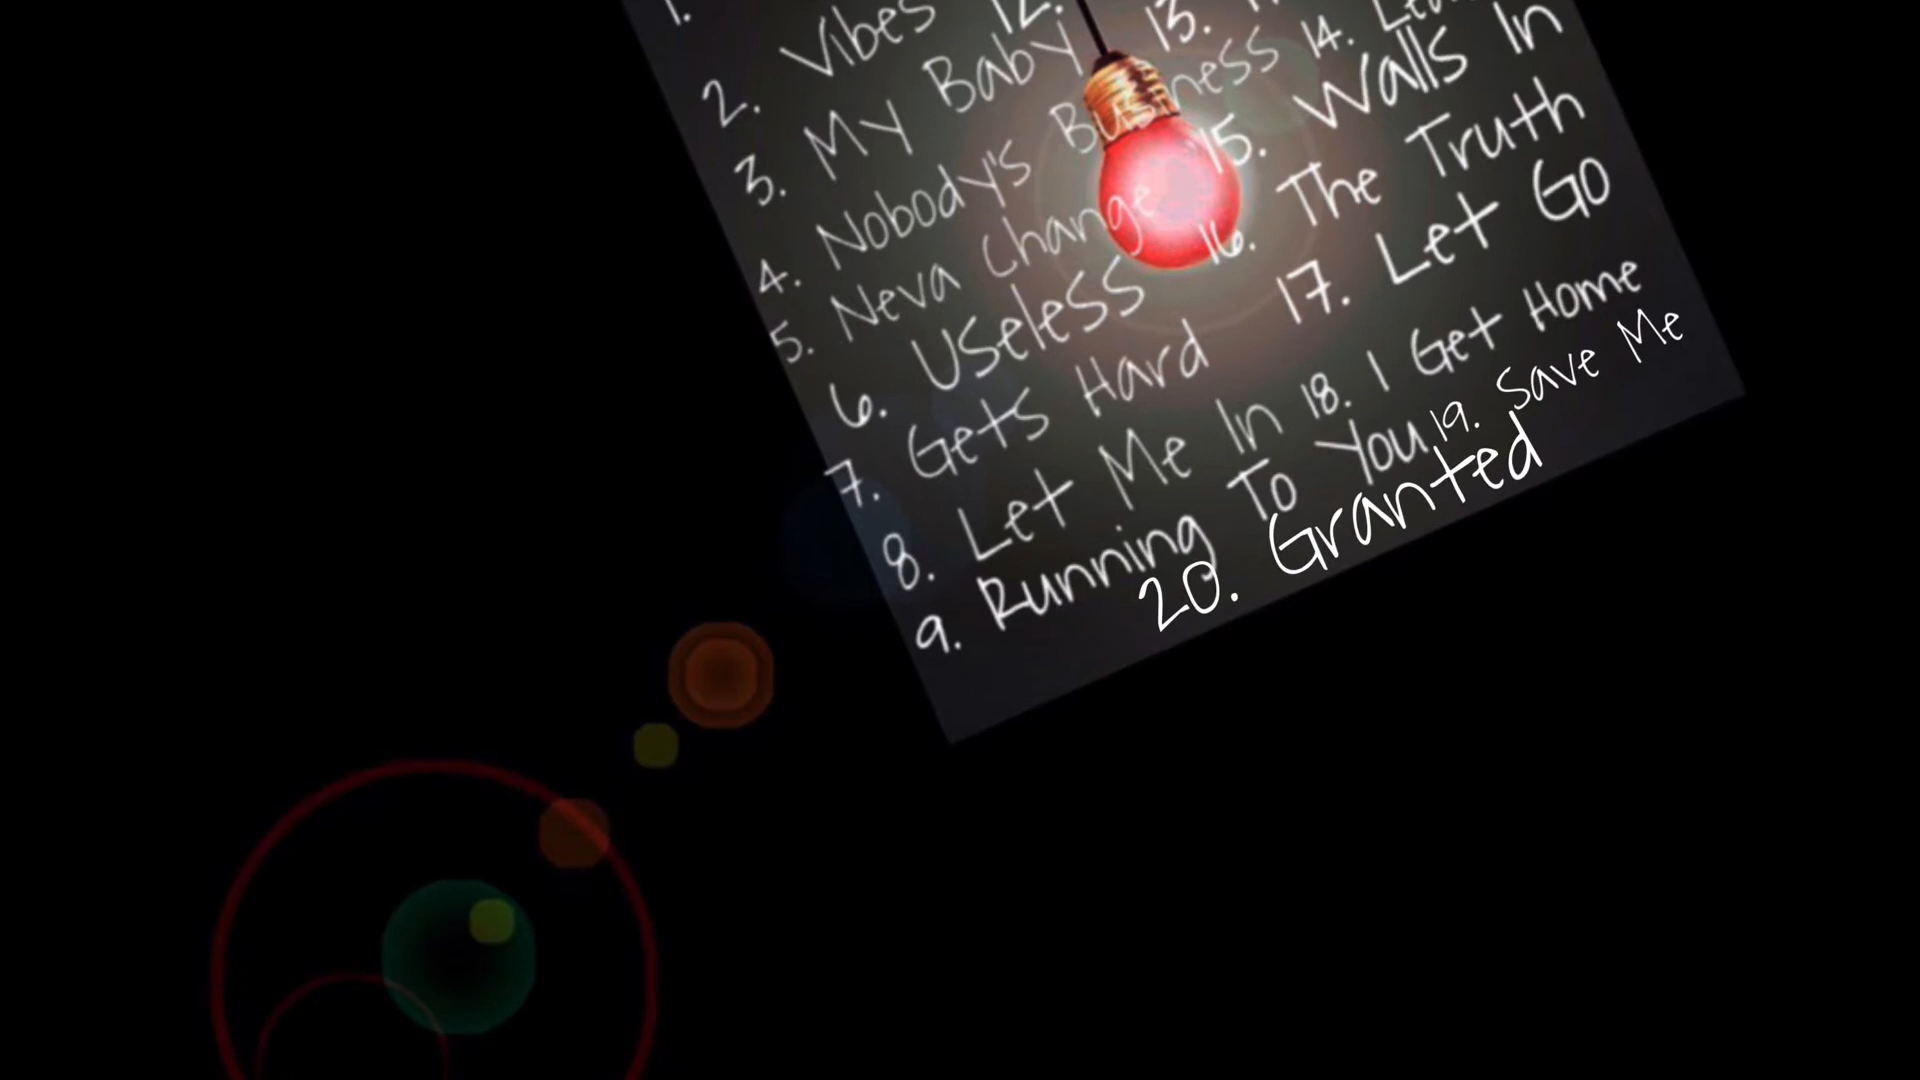 1.
2. Vibes 12.
3. My Baby 13.
4. Nobody's Business 14.
5. Neva Change 15. Walls In
6. Useless 16. The Truth
7. Gets Hard 17. Let Go
8. Let Me In 18. I Get Home
9. Running To You 19. Save Me
20. Granted